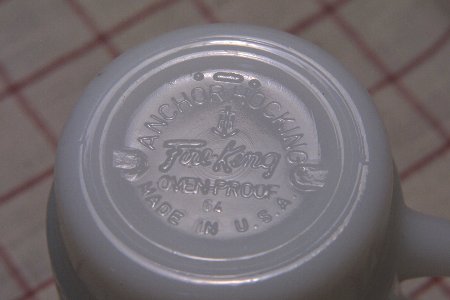 ANCHOR HOCKING
Fire-King
OVEN-PROOF
64
MADE IN U.S.A.